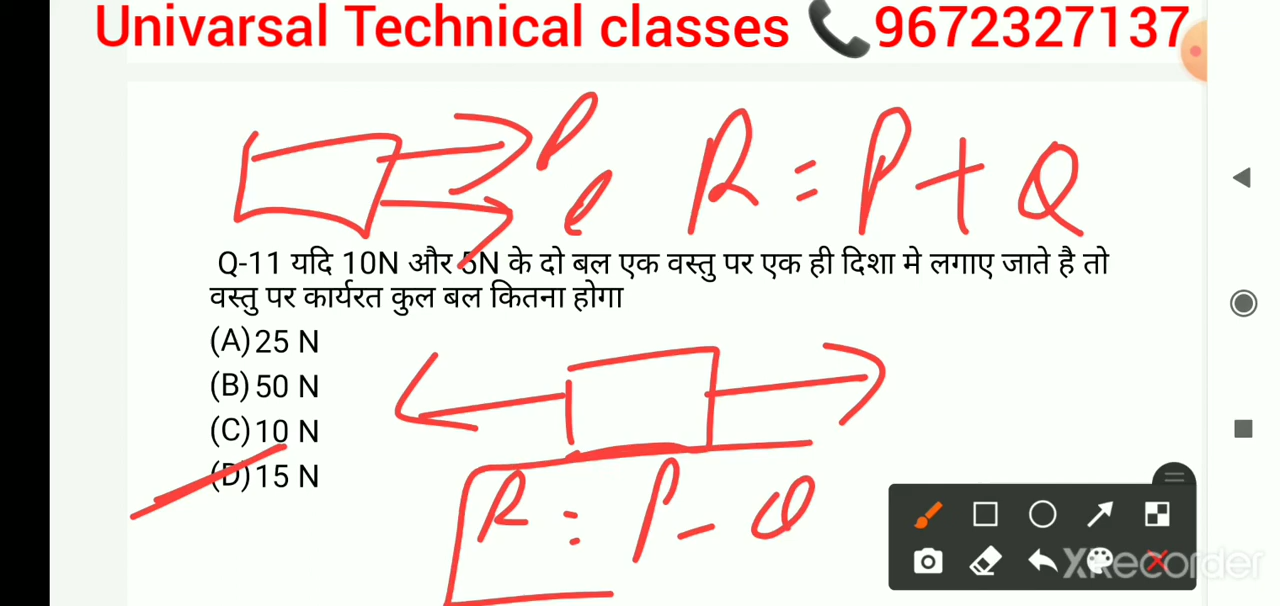 Univarsal Technical classes 📞9672327137
P
R = P + Q
Q-11 यदि 10N और 5N के दो बल एक वस्तु पर एक ही दिशा मे लगाए जाते है तो
वस्तु पर कार्यरत कुल बल कितना होगा
(A) 25 N
(B) 50 N
(C) 10 N
(D) 15 N
R = P - Q
XRecorder